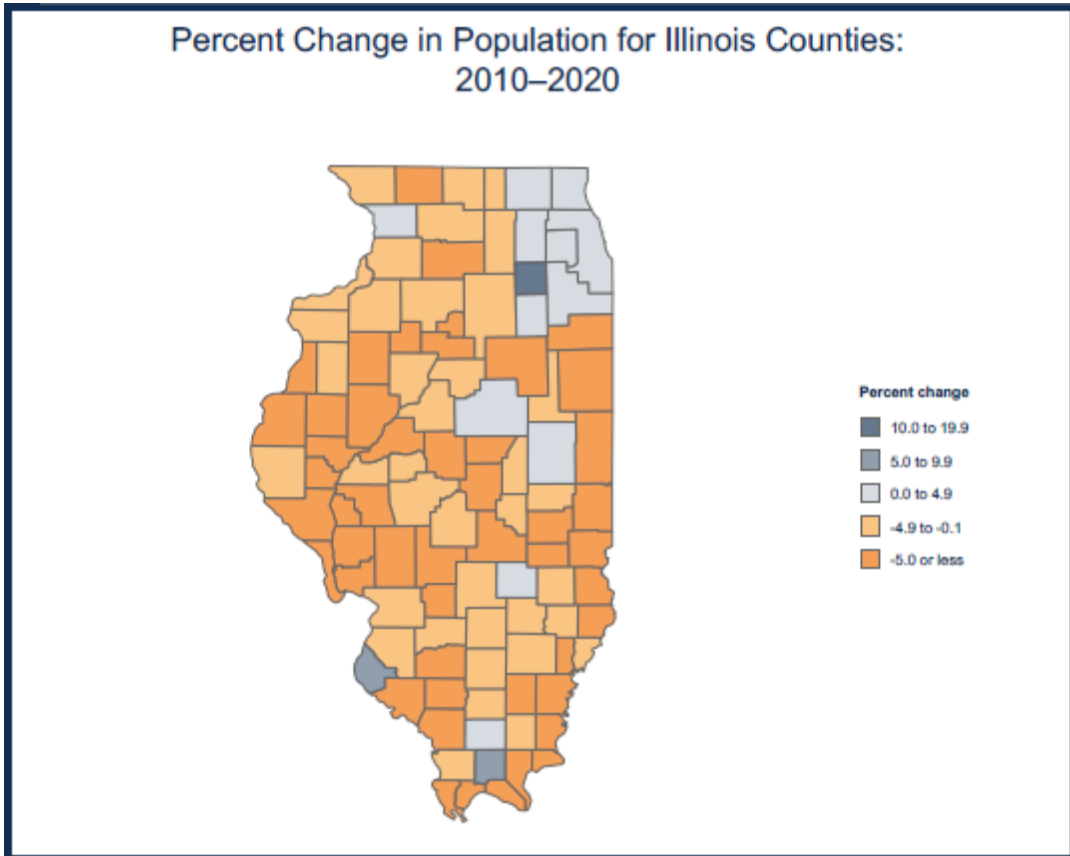 Percent Change in Population for Illinois Counties:
2010–2020
Percent change
10.0 to 19.9
5.0 to 9.9
0.0 to 4.9
-4.9 to -0.1
-5.0 or less